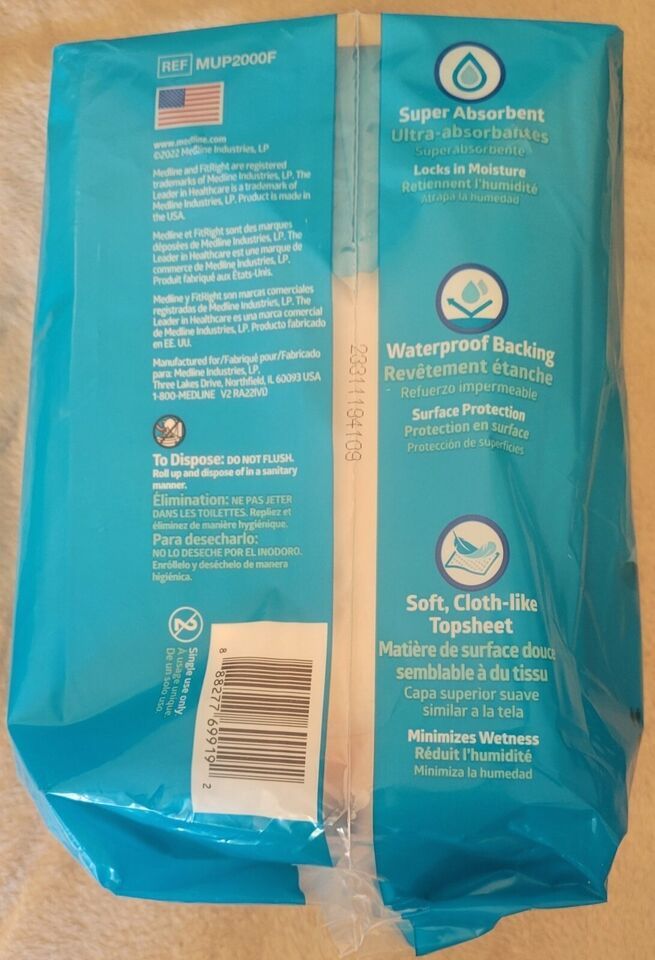 REF MUP2000F
www.medline.com
©2022 Medline Industries, LP
Medline and FitRight are registered
trademarks of Medline Industries, LP. The
Leader in Healthcare is a trademark of
Medline Industries, LP. Product is made in
the USA.
Medline et FitRight sont des marques
déposées de Medline Industries, LP. The
Leader in Healthcare est une marque de
commerce de Medline Industries, LP.
Produit fabriqué aux États-Unis.
Medline y FitRight son marcas comerciales
registradas de Medline Industries, LP. The
Leader in Healthcare es una marca comercial
de Medline Industries, LP. Producto fabricado
en EE. UU.
Manufactured for/Fabriqué pour/Fabricado
para: Medline Industries, LP,
Three Lakes Drive, Northfield, IL 60093 USA
1-800-MEDLINE V2 RA22IVU
To Dispose: DO NOT FLUSH.
Roll up and dispose of in a sanitary
manner.
Élimination: NE PAS JETER
DANS LES TOILETTES. Repliez et
éliminez de manière hygiénique.
Para desecharlo:
NO LO DESECHE POR EL INODORO.
Enróllelo y deséchelo de manera
higiénica.
2
Single use only
À usage unique
De un solo uso
8 88277 69919 2
23311194109
Super Absorbent
Ultra-absorbantes
Superabsorbente
Locks in Moisture
Retiennent l'humidité
Atrapa la humedad
Waterproof Backing
Revêtement étanche
Refuerzo impermeable
Surface Protection
Protection en surface
Protección de superficies
Soft, Cloth-like
Topsheet
Matière de surface douce
semblable à du tissu
Capa superior suave
similar a la tela
Minimizes Wetness
Réduit l'humidité
Minimiza la humedad